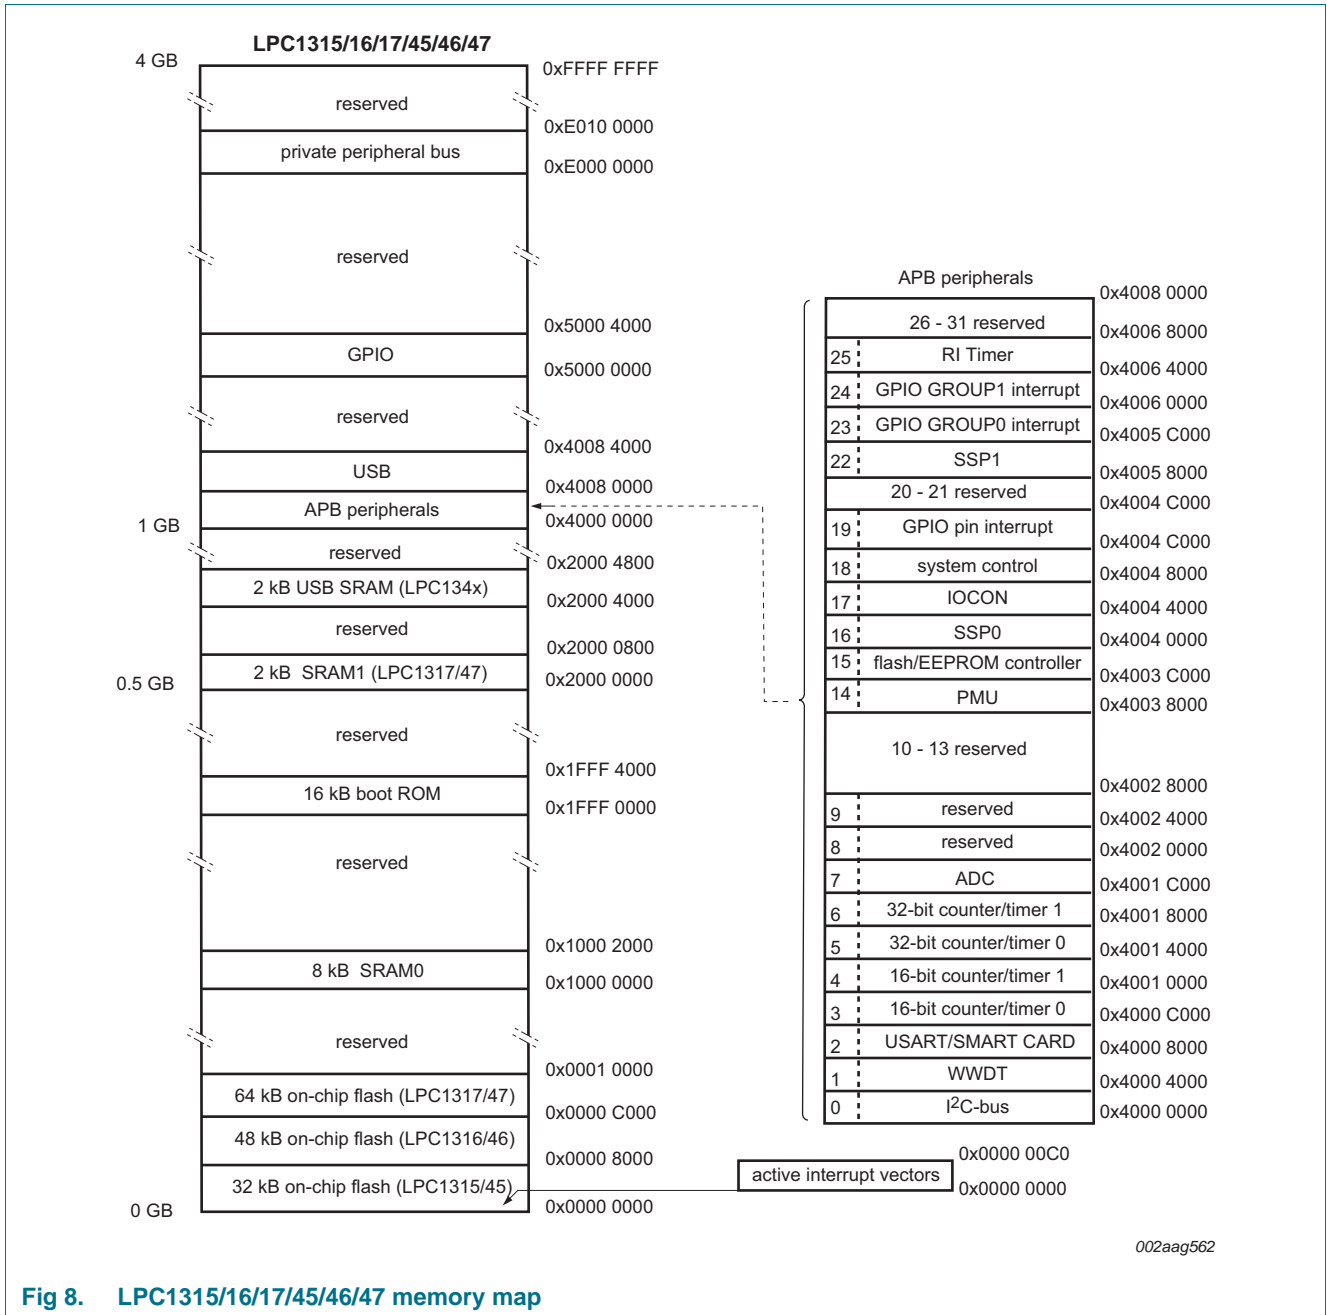 LPC1315/16/17/45/46/47
4 GB
0xFFFF FFFF
reserved
0xE010 0000
private peripheral bus
0xE000 0000
reserved
0x5000 4000
GPIO
0x5000 0000
reserved
0x4008 4000
USB
0x4008 0000
APB peripherals
1 GB
0x4000 0000
reserved
0x2000 4800
2 kB USB SRAM (LPC134x)
0x2000 4000
reserved
0x2000 0800
2 kB SRAM1 (LPC1317/47)
0.5 GB
0x2000 0000
reserved
0x1FFF 4000
16 kB boot ROM
0x1FFF 0000
reserved
0x1000 2000
8 kB SRAM0
0x1000 0000
reserved
0x0001 0000
64 kB on-chip flash (LPC1317/47)
0x0000 C000
48 kB on-chip flash (LPC1316/46)
0x0000 8000
32 kB on-chip flash (LPC1315/45)
0 GB
0x0000 0000
APB peripherals
0x4008 0000
26 - 31 reserved
0x4006 8000
25 RI Timer
0x4006 4000
24 GPIO GROUP1 interrupt
0x4006 0000
23 GPIO GROUP0 interrupt
0x4005 C000
22 SSP1
0x4005 8000
20 - 21 reserved
0x4004 C000
19 GPIO pin interrupt
0x4004 C000
18 system control
0x4004 8000
17 IOCON
0x4004 4000
16 SSP0
0x4004 0000
15 flash/EEPROM controller
0x4003 C000
14 PMU
0x4003 8000
10 - 13 reserved
0x4002 8000
9 reserved
0x4002 4000
8 reserved
0x4002 0000
7 ADC
0x4001 C000
6 32-bit counter/timer 1
0x4001 8000
5 32-bit counter/timer 0
0x4001 4000
4 16-bit counter/timer 1
0x4001 0000
3 16-bit counter/timer 0
0x4000 C000
2 USART/SMART CARD
0x4000 8000
1 WWDT
0x4000 4000
0 I²C-bus
0x4000 0000
0x0000 00C0
active interrupt vectors
0x0000 0000
002aag562
Fig 8. LPC1315/16/17/45/46/47 memory map